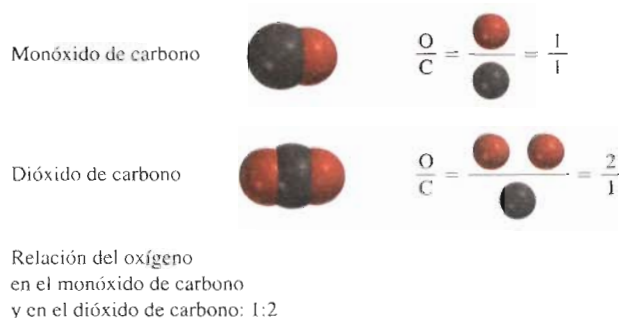 Monóxido de carbono
O/C = = 1/1
Dióxido de carbono
O/C = = 2/1
Relación del oxígeno
en el monóxido de carbono
y en el dióxido de carbono: 1:2